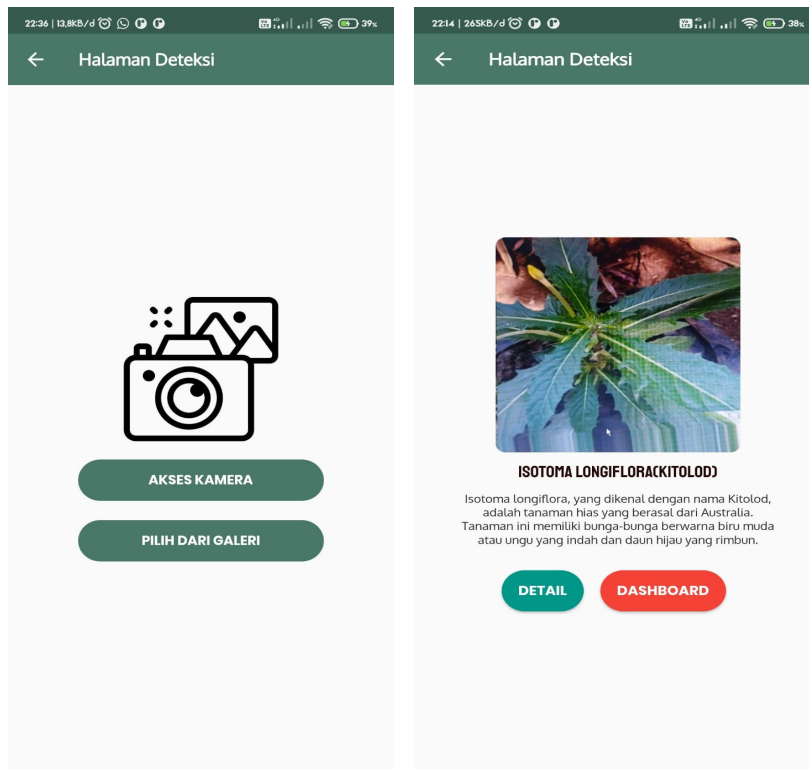 22:36 | 13,8KB/d
39%
Halaman Deteksi
AKSES KAMERA
PILIH DARI GALERI
22:14 | 265KB/d
38%
Halaman Deteksi
ISOTOMA LONGIFLORA(KITOLOD)
Isotoma longiflora, yang dikenal dengan nama Kitolod,
adalah tanaman hias yang berasal dari Australia.
Tanaman ini memiliki bunga-bunga berwarna biru muda
atau ungu yang indah dan daun hijau yang rimbun.
DETAIL
DASHBOARD